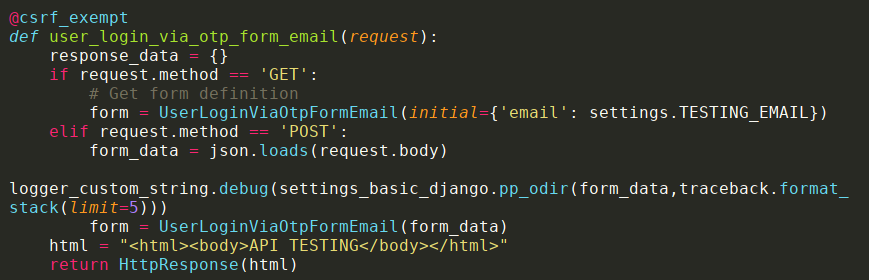 @csrf_exempt
def user_login_via_otp_form_email(request):
    response_data = {}
    if request.method == 'GET':
        # Get form definition
        form = UserLoginViaOtpFormEmail(initial={'email': settings.TESTING_EMAIL})
    elif request.method == 'POST':
        form_data = json.loads(request.body)

logger_custom_string.debug(settings_basic_django.pp_odir(form_data,traceback.format_
stack(limit=5)))
        form = UserLoginViaOtpFormEmail(form_data)
    html = "<html><body>API TESTING</body></html>"
    return HttpResponse(html)